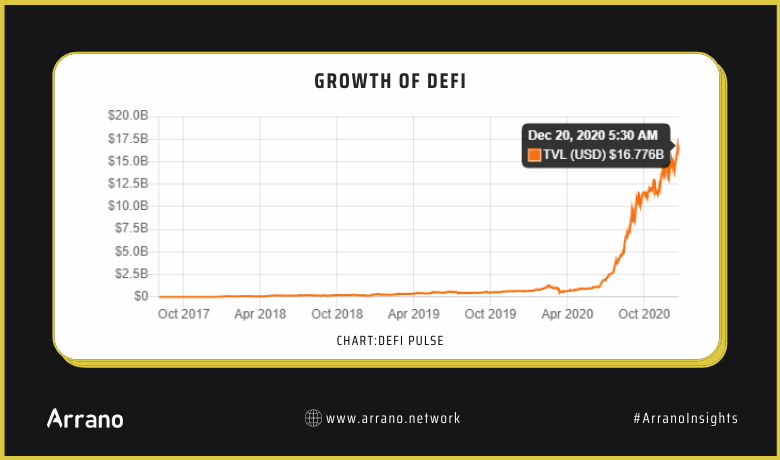 GROWTH OF DEFI
$20.0B
$17.5B
$15.0B
$12.5B
$10.0B
$7.5B
$5.0B
$2.5B
$0
Dec 20, 2020 5:30 AM
TVL (USD) $16.776B
Oct 2017 Apr 2018 Oct 2018 Apr 2019 Oct 2019 Apr 2020 Oct 2020
CHART:DEFI PULSE
Arrano www.arrano.network #ArranoInsights